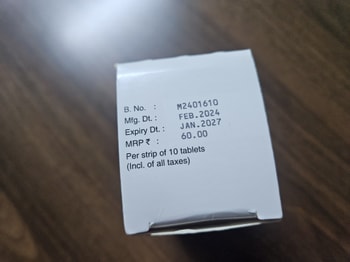 B. No. : M2401610
Mfg. Dt. : FEB.2024
Expiry Dt. : JAN.2027
MRP ₹ : 60.00
Per strip of 10 tablets
(Incl. of all taxes)